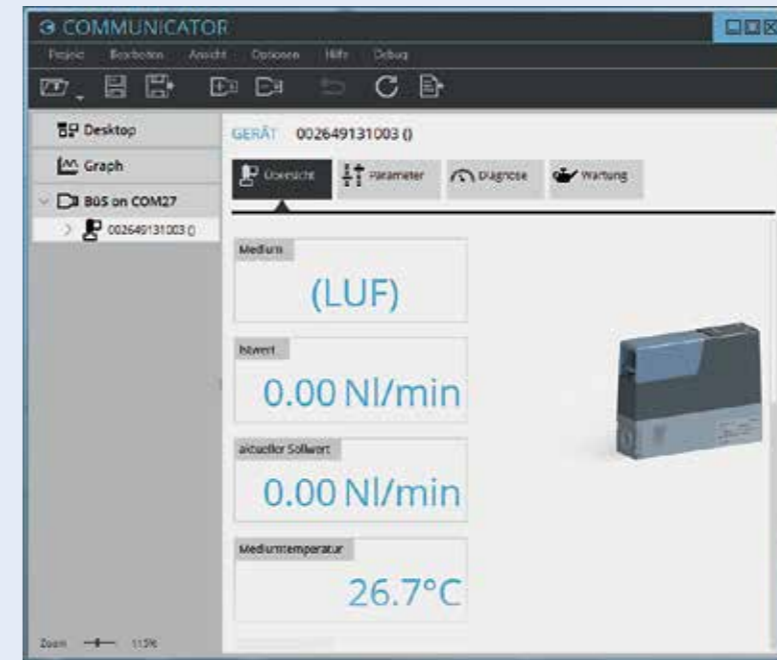 COMMUNICATOR
Projekt Bearbeiten Ansicht Optionen Hilfe Debug
Desktop
GERÄT 002649131003 ()
Graph
Übersicht Parameter Diagnose Wartung
BüS on COM27
002649131003 ()
Medium
(LUF)
Istwert
0.00 Nl/min
aktueller Sollwert
0.00 Nl/min
Mediumtemperatur
26.7°C
Zoom 115%